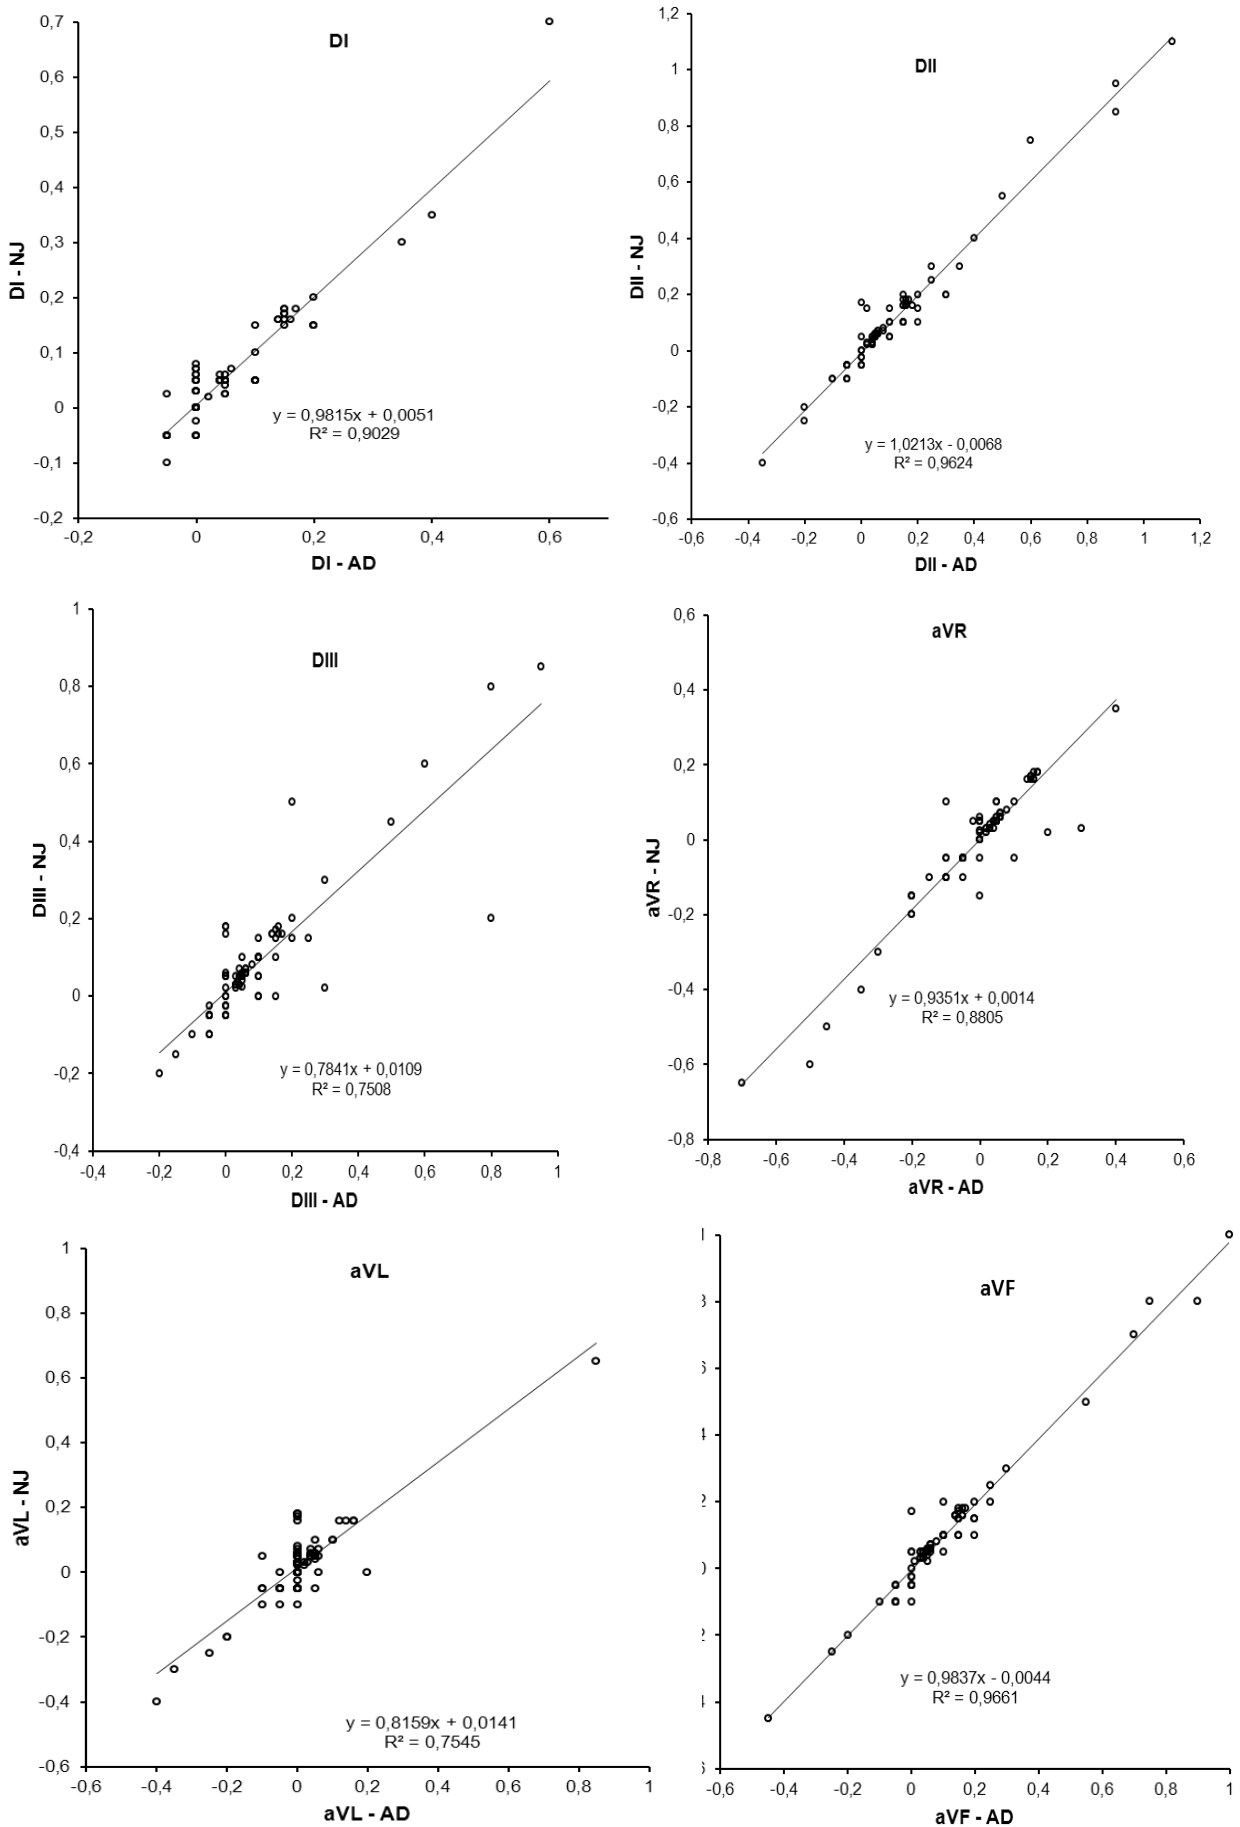 DI
0,7
0,6
0,5
0,4
0,3
0,2
0,1
0
-0,1
-0,2
DI - NJ
y = 0,9815x + 0,0051
R² = 0,9029
-0,2 0 0,2 0,4 0,6
DI - AD
DII
1,2
1
0,8
0,6
0,4
0,2
0
-0,2
-0,4
-0,6
DII - NJ
y = 1,0213x - 0,0068
R² = 0,9624
-0,6 -0,4 -0,2 0 0,2 0,4 0,6 0,8 1 1,2
DII - AD
DIII
1
0,8
0,6
0,4
0,2
0
-0,2
-0,4
DIII - NJ
y = 0,7841x + 0,0109
R² = 0,7508
-0,4 -0,2 0 0,2 0,4 0,6 0,8 1
DIII - AD
aVR
0,6
0,4
0,2
0
-0,2
-0,4
-0,6
-0,8
aVR - NJ
y = 0,9351x + 0,0014
R² = 0,8805
-0,8 -0,6 -0,4 -0,2 0 0,2 0,4 0,6
aVR - AD
aVL
1
0,8
0,6
0,4
0,2
0
-0,2
-0,4
-0,6
aVL - NJ
y = 0,8159x + 0,0141
R² = 0,7545
-0,6 -0,4 -0,2 0 0,2 0,4 0,6 0,8 1
aVL - AD
aVF
2
0
2
y = 0,9837x - 0,0044
R² = 0,9661
-0,6 -0,4 -0,2 0 0,2 0,4 0,6 0,8 1
aVF - AD